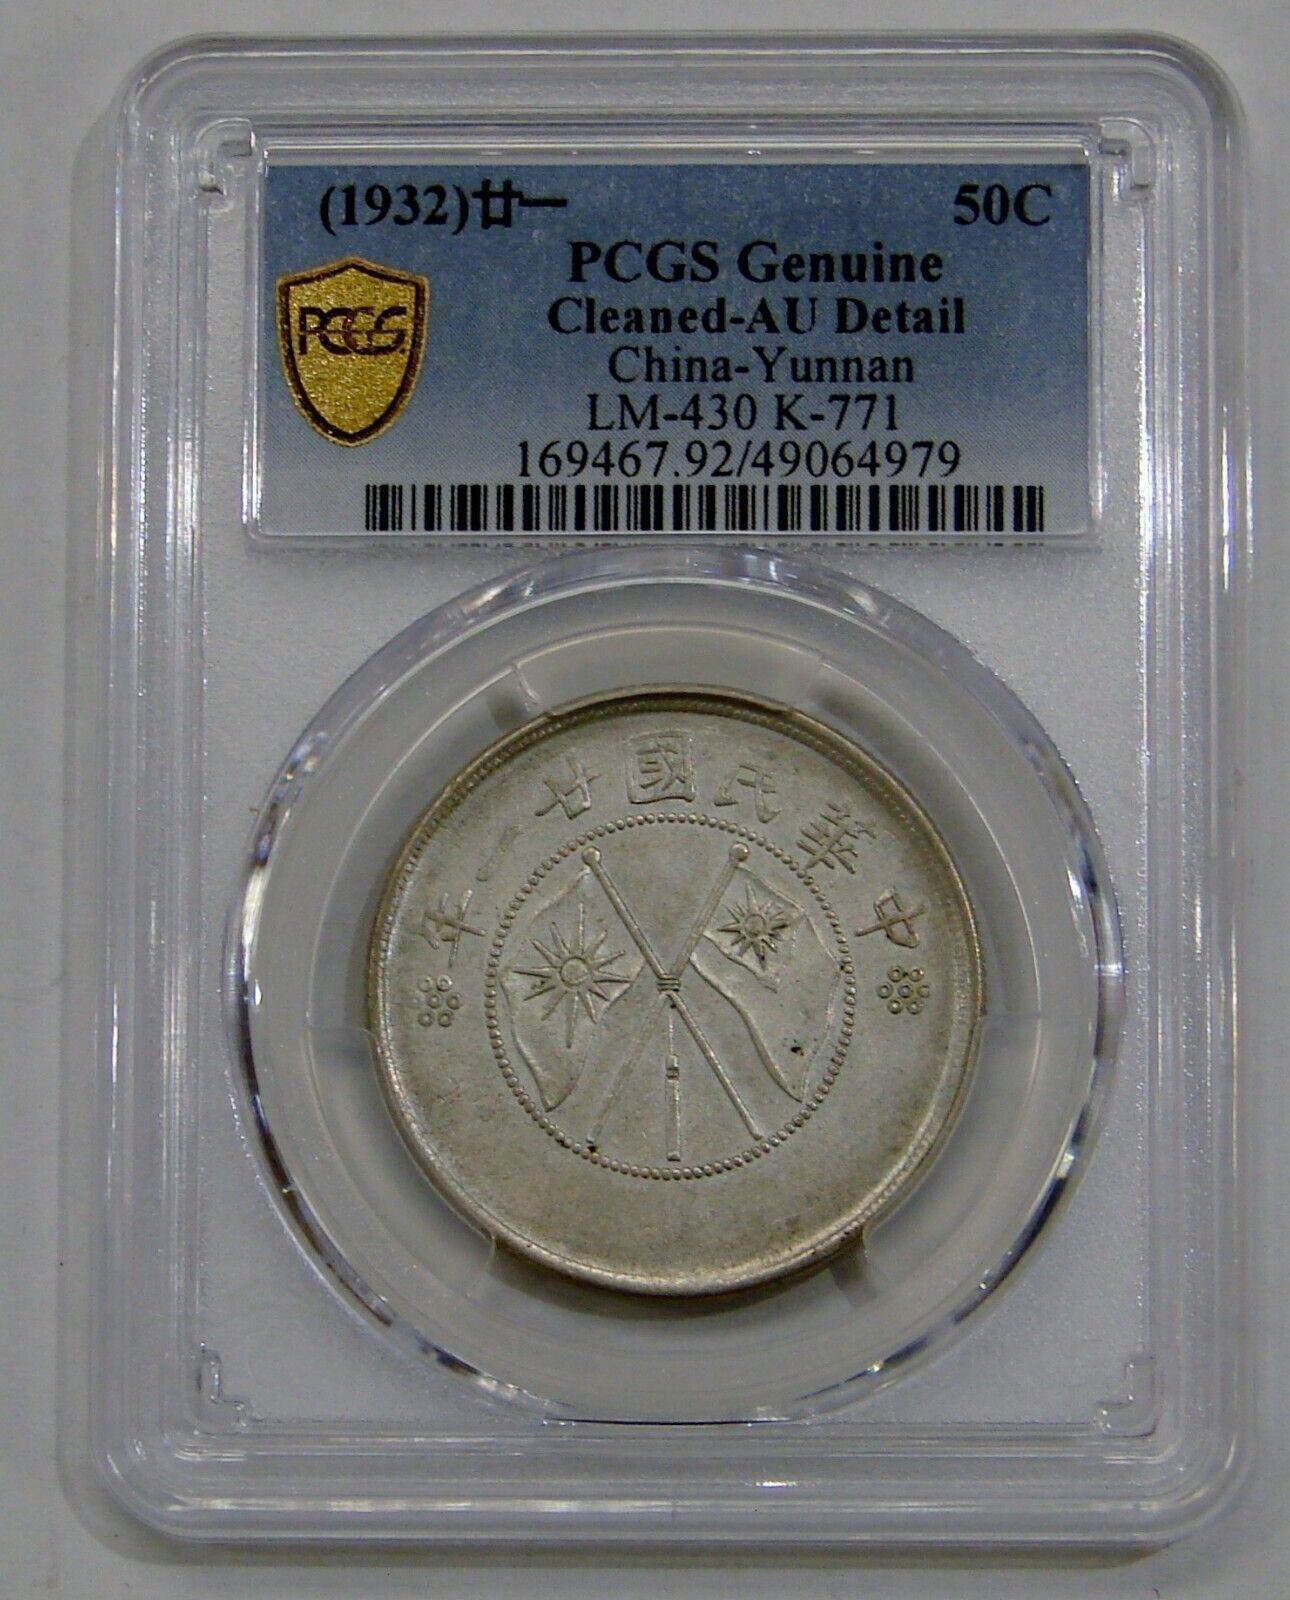 (1932)廿一 50C
PCGS Genuine
Cleaned-AU Detail
China-Yunnan
LM-430 K-771
169467.92/49064979
PCGS
中華民國廿一年